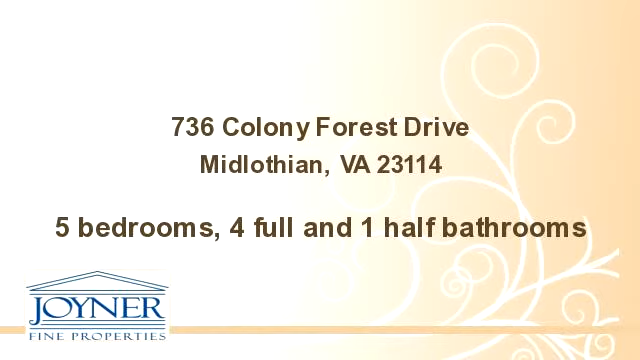 736 Colony Forest Drive
Midlothian, VA 23114
5 bedrooms, 4 full and 1 half bathrooms
JOYNER
FINE PROPERTIES